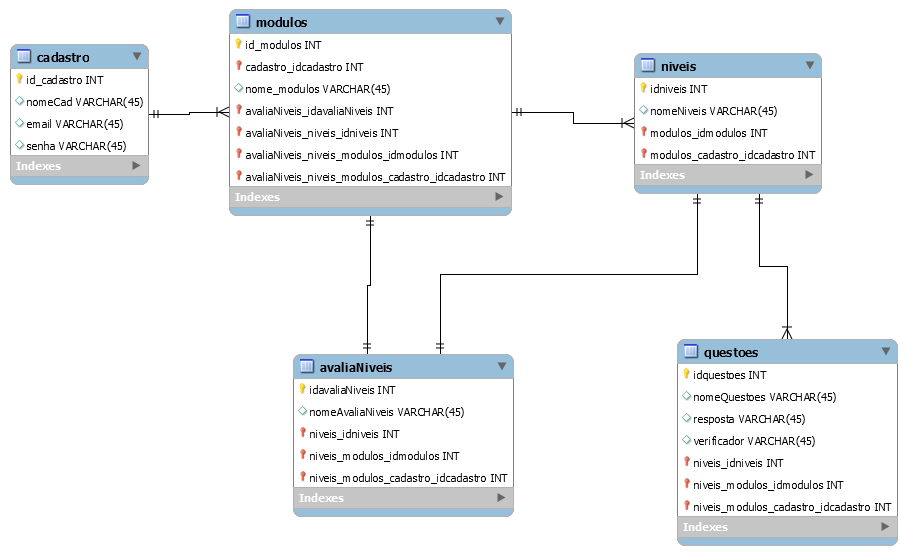 cadastro
id_cadastro INT
nomeCad VARCHAR(45)
email VARCHAR(45)
senha VARCHAR(45)
Indexes
modulos
id_modulos INT
cadastro_idcadastro INT
nome_modulos VARCHAR(45)
avaliaNiveis_idavaliaNiveis INT
avaliaNiveis_niveis_idniveis INT
avaliaNiveis_niveis_modulos_idmodulos INT
avaliaNiveis_niveis_modulos_cadastro_idcadastro INT
Indexes
niveis
idniveis INT
nomeNiveis VARCHAR(45)
modulos_idmodulos INT
modulos_cadastro_idcadastro INT
Indexes
avaliaNiveis
idavaliaNiveis INT
nomeAvaliaNiveis VARCHAR(45)
niveis_idniveis INT
niveis_modulos_idmodulos INT
niveis_modulos_cadastro_idcadastro INT
Indexes
questoes
idquestoes INT
nomeQuestoes VARCHAR(45)
resposta VARCHAR(45)
verificador VARCHAR(45)
niveis_idniveis INT
niveis_modulos_idmodulos INT
niveis_modulos_cadastro_idcadastro INT
Indexes